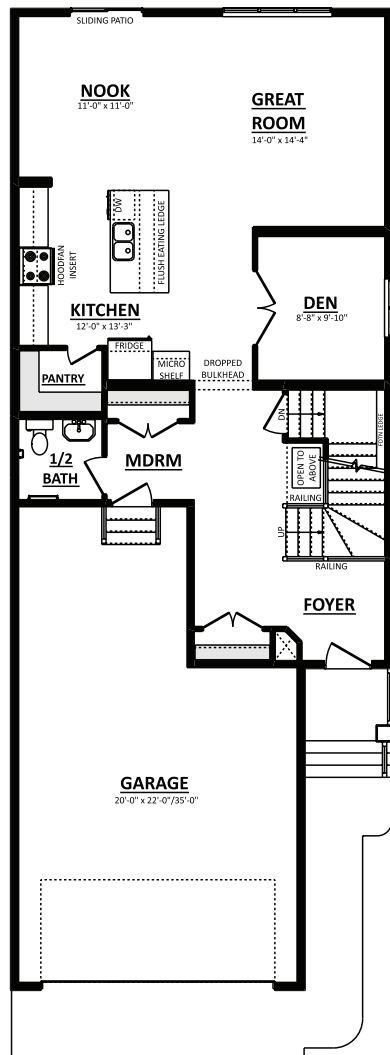 SLIDING PATIO
NOOK
11'-0" x 11'-0"
GREAT
ROOM
14'-0" x 14'-4"
DW
FLUSH EATING LEDGE
HOODFAN
INSERT
KITCHEN
12'-0" x 13'-3"
DEN
8'-8" x 9'-10"
FRIDGE
MICRO
SHELF
DROPPED
BULKHEAD
PANTRY
DN
FDTN LEDGE
1/2
BATH
MDRM
OPEN TO
ABOVE
RAILING
UP
RAILING
FOYER
GARAGE
20'-0" x 22'-0"/35'-0"